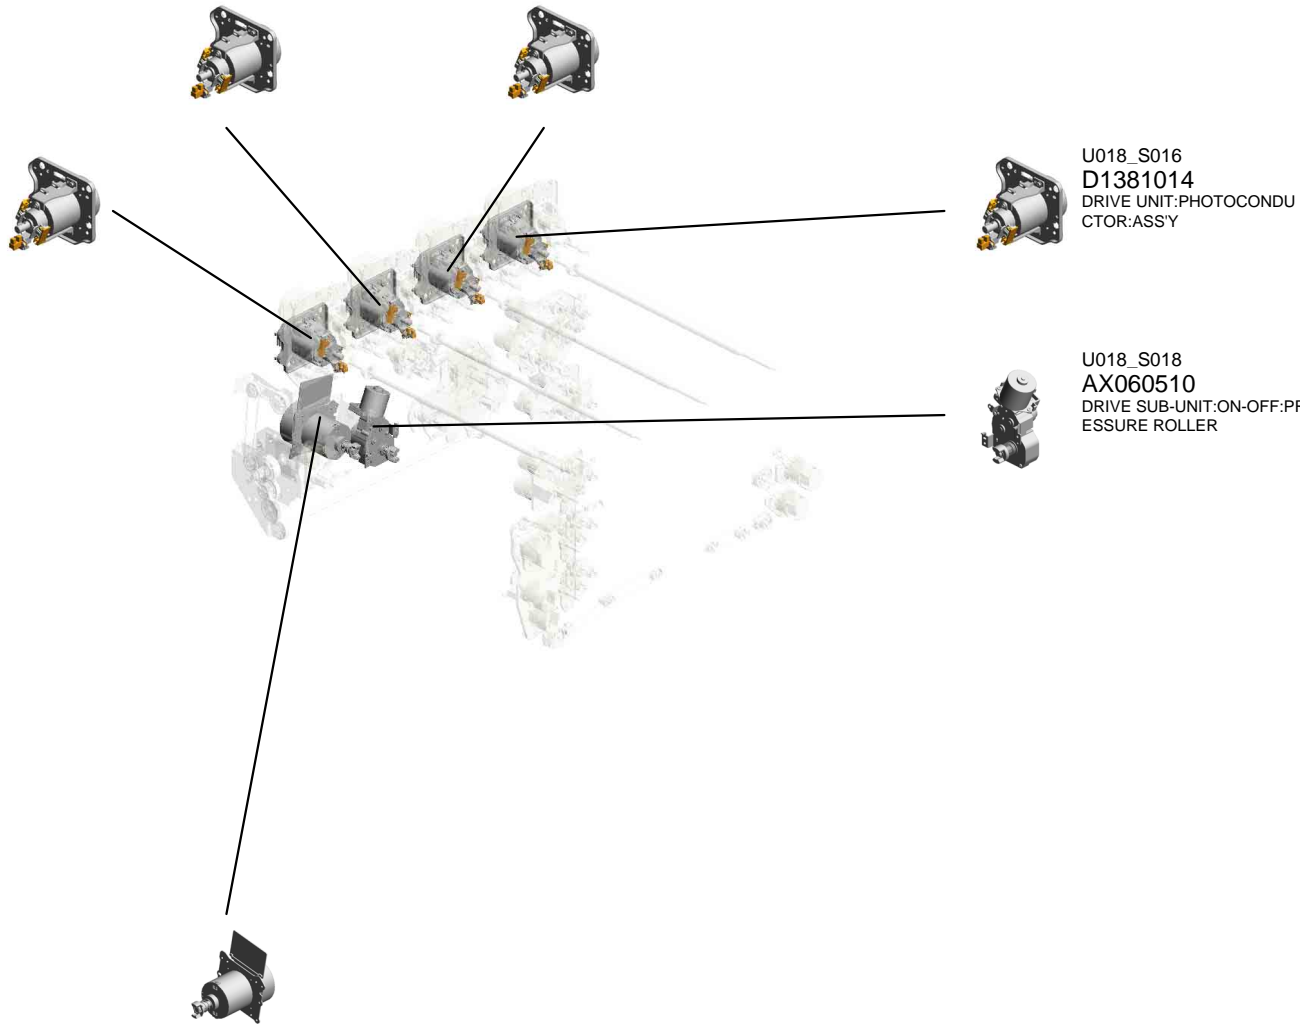 U018_S016
D1381014
DRIVE UNIT:PHOTOCONDU
CTOR:ASS'Y
U018_S018
AX060510
DRIVE SUB-UNIT:ON-OFF:PR
ESSURE ROLLER